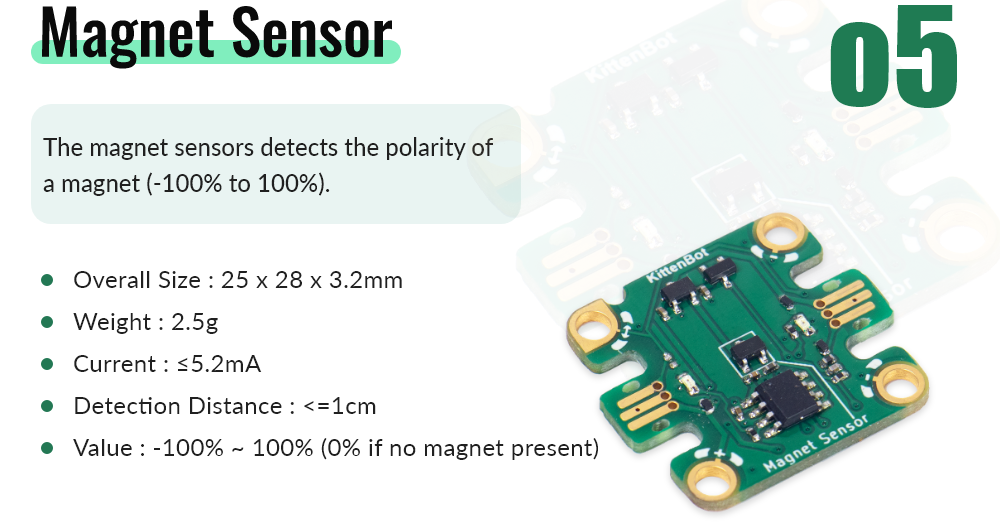 Magnet Sensor
05
The magnet sensors detects the polarity of
a magnet (-100% to 100%).
Overall Size : 25 x 28 x 3.2mm
Weight : 2.5g
Current : ≤5.2mA
Detection Distance : <=1cm
Value : -100% ~ 100% (0% if no magnet present)
KittenBot
Magnet Sensor
KittenBot